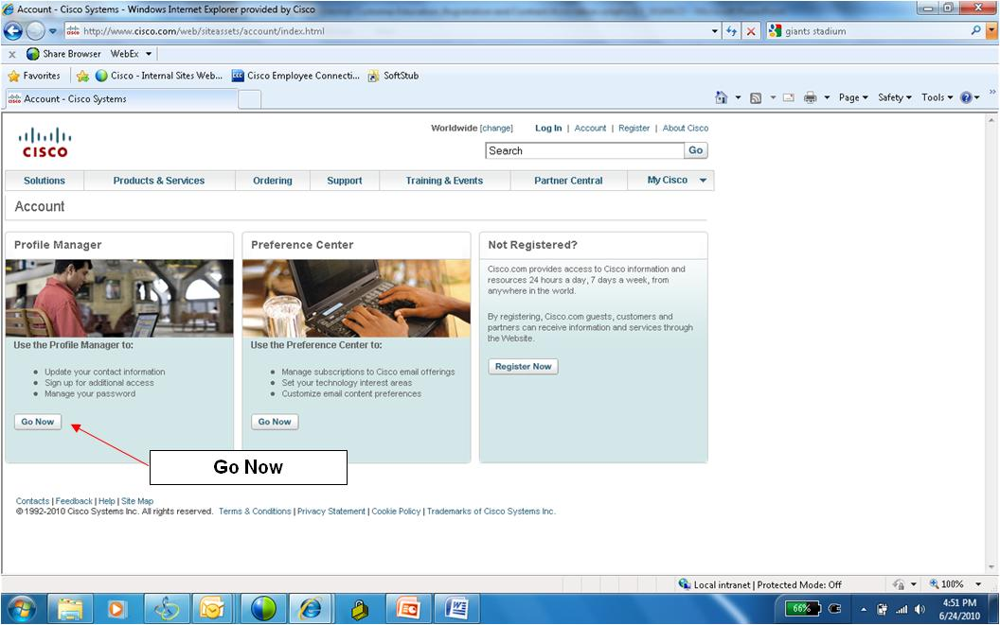 Account - Cisco Systems - Windows Internet Explorer provided by Cisco
http://www.cisco.com/web/siteassets/account/index.html
giants stadium
x Share Browser WebEx
Favorites Cisco - Internal Sites Web... Cisco Employee Connecti... SoftStub
Account - Cisco Systems
Page Safety Tools
Worldwide [change] Log In | Account | Register | About Cisco
CISCO
Search Go
Solutions Products & Services Ordering Support Training & Events Partner Central My Cisco
Account
Profile Manager
Use the Profile Manager to:
• Update your contact information
• Sign up for additional access
• Manage your password
Go Now
Preference Center
Use the Preference Center to:
• Manage subscriptions to Cisco email offerings
• Set your technology interest areas
• Customize email content preferences
Go Now
Not Registered?
Cisco.com provides access to Cisco information and
resources 24 hours a day, 7 days a week, from
anywhere in the world.
By registering, Cisco.com guests, customers and
partners can receive information and services through
the Website.
Register Now
Go Now
Contacts | Feedback | Help | Site Map
©1992-2010 Cisco Systems Inc. All rights reserved. Terms & Conditions | Privacy Statement | Cookie Policy | Trademarks of Cisco Systems Inc.
Local intranet | Protected Mode: Off
100%
66%
4:51 PM
6/24/2010